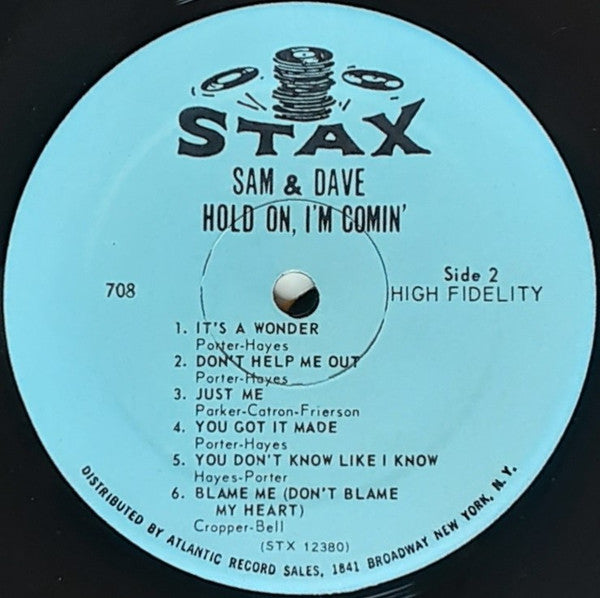 STAX
SAM & DAVE
HOLD ON, I'M COMIN'
708
Side 2
HIGH FIDELITY
1. IT'S A WONDER
Porter-Hayes
2. DON'T HELP ME OUT
Porter-Hayes
3. JUST ME
Parker-Catron-Frierson
4. YOU GOT IT MADE
Porter-Hayes
5. YOU DON'T KNOW LIKE I KNOW
Hayes-Porter
6. BLAME ME (DON'T BLAME
MY HEART)
Cropper-Bell
(STX 12380)
DISTRIBUTED BY ATLANTIC RECORD SALES, 1841 BROADWAY NEW YORK, N. Y.